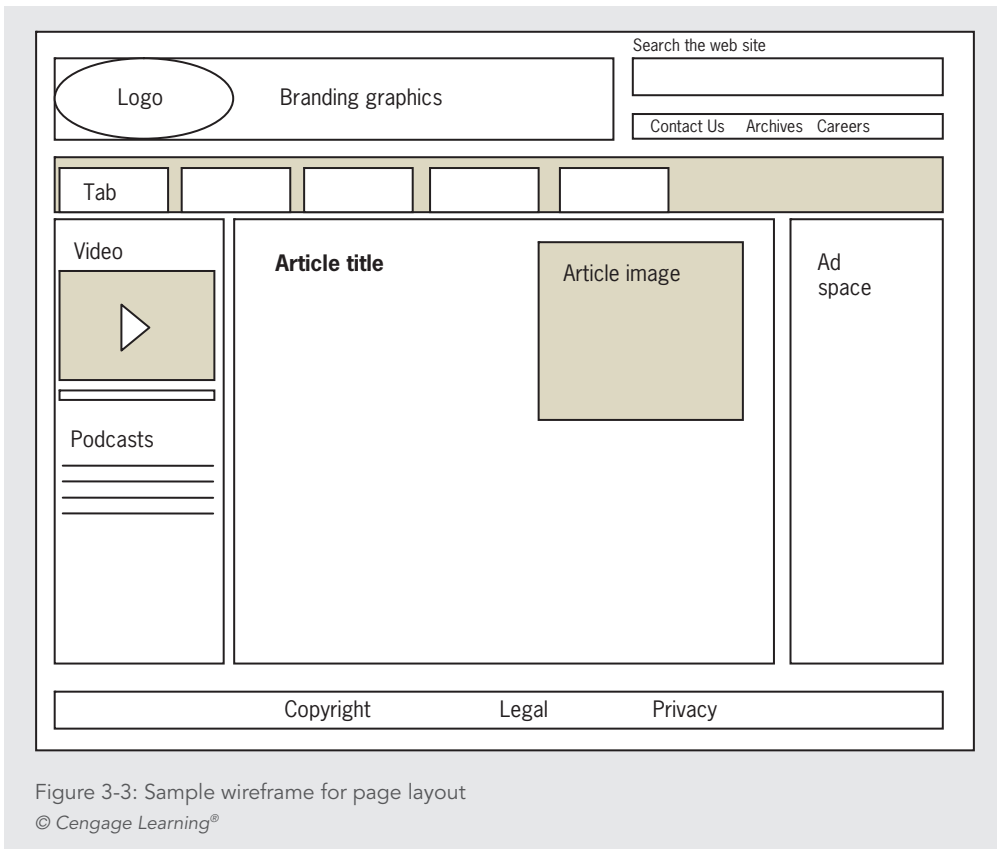 Search the web site
Logo
Branding graphics
Contact Us Archives Careers
Tab
Video
Article title
Article image
Ad
space
Podcasts
Copyright Legal Privacy
Figure 3-3: Sample wireframe for page layout
© Cengage Learning®